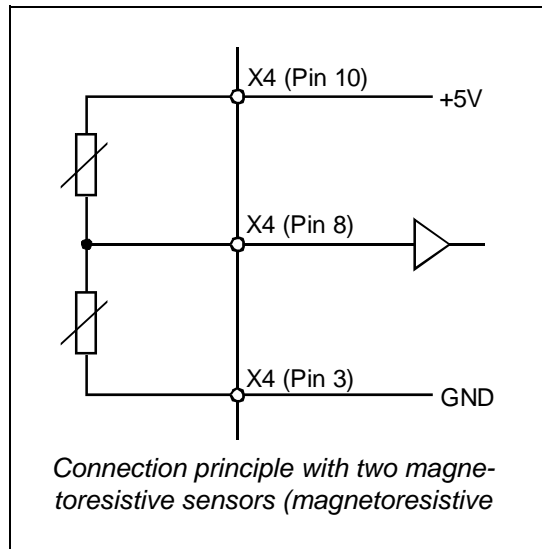 X4 (Pin 10)
+5V
X4 (Pin 8)
X4 (Pin 3)
GND
Connection principle with two magne-
toresistive sensors (magnetoresistive